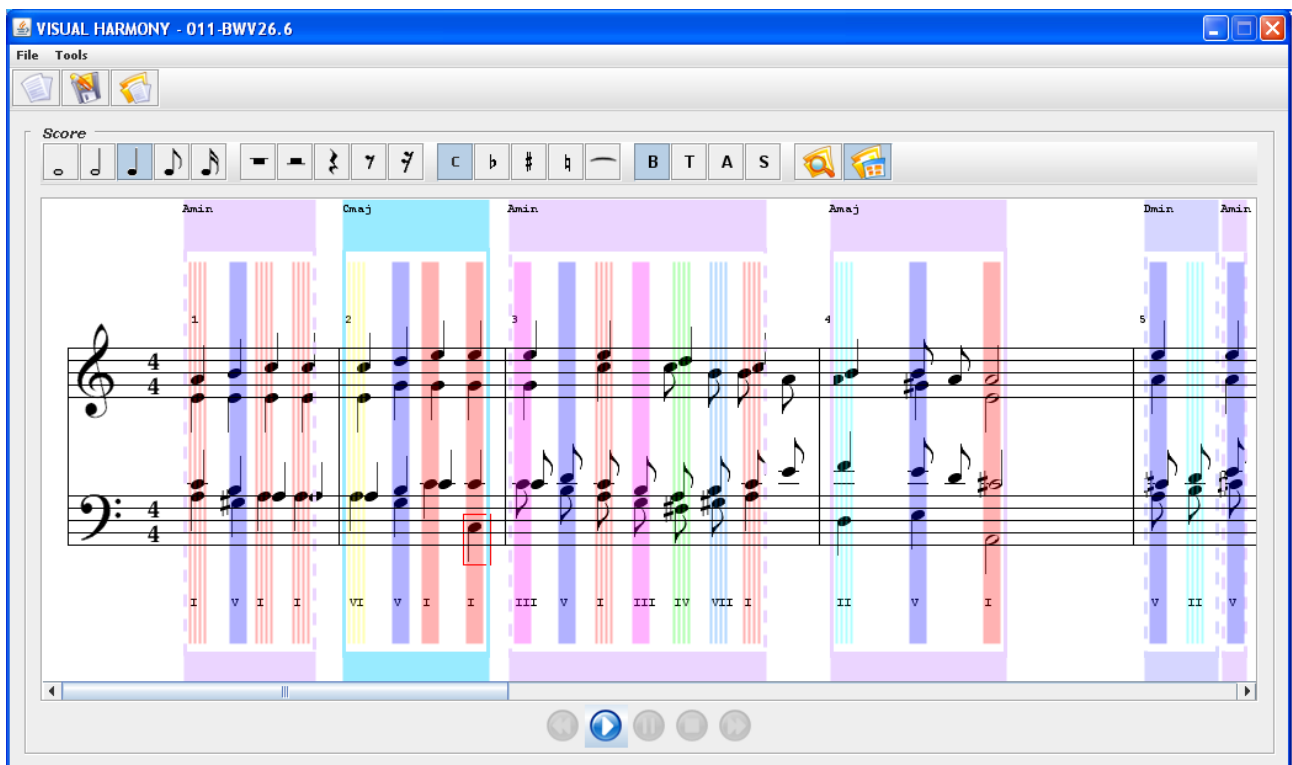 VISUAL HARMONY - 011-BWV26.6
File Tools
Score
C B T A S
Amin Cmaj Amin Amaj Dmin Amin
1 2 3 4 5
4 4
4 4
I V I I VI V I I III V I III IV VII I II V I V II V